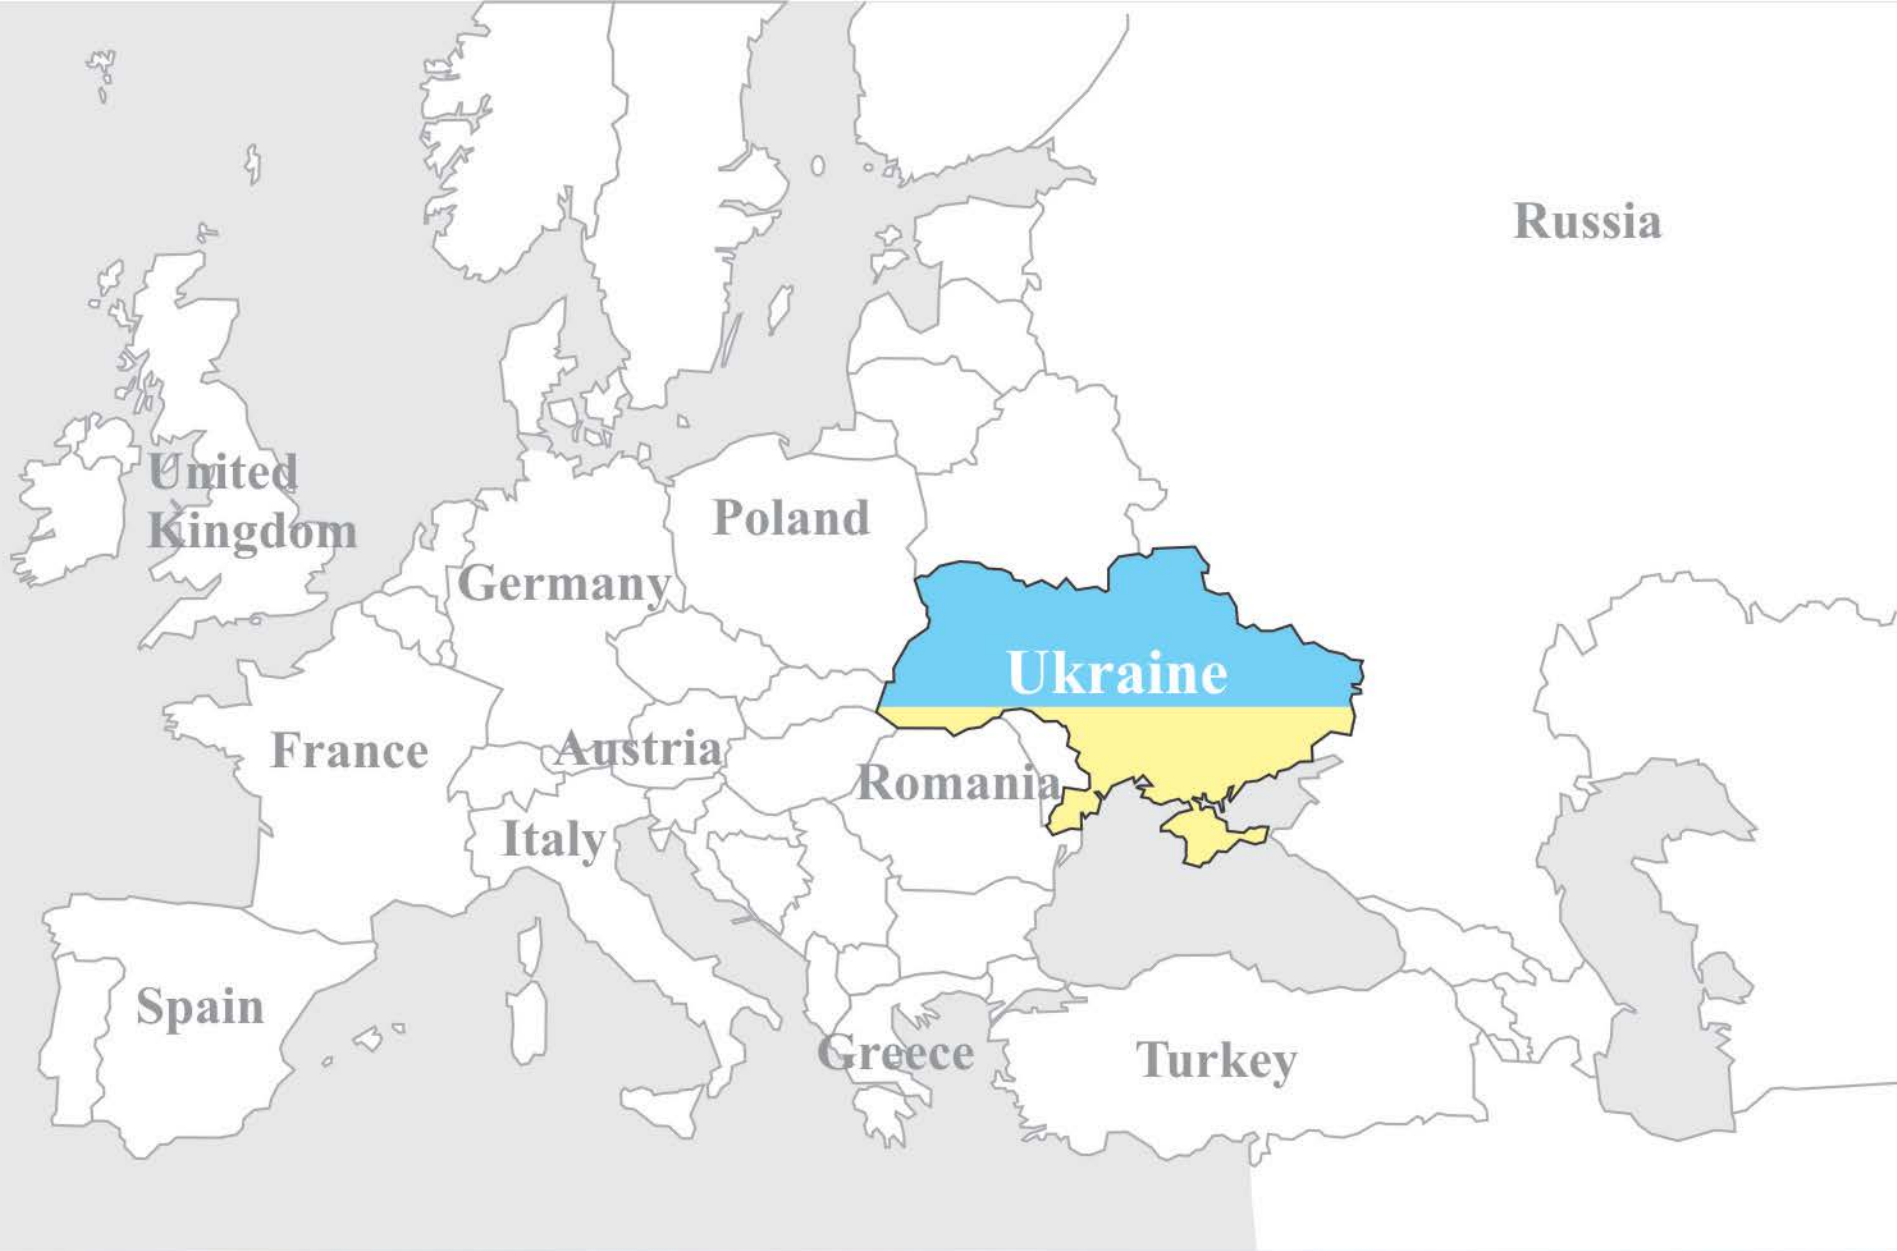 Russia
United
Kingdom
Poland
Germany
Ukraine
France
Austria
Romania
Italy
Spain
Greece
Turkey